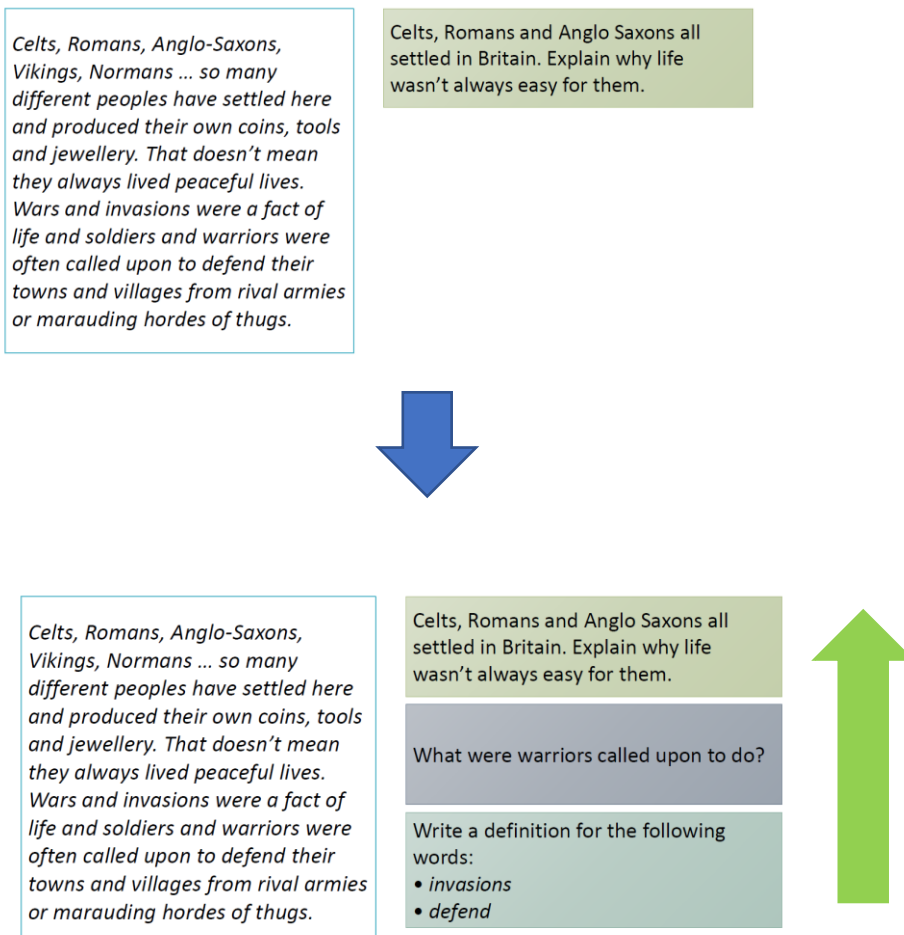 Celts, Romans, Anglo-Saxons,
Vikings, Normans … so many
different peoples have settled here
and produced their own coins, tools
and jewellery. That doesn’t mean
they always lived peaceful lives.
Wars and invasions were a fact of
life and soldiers and warriors were
often called upon to defend their
towns and villages from rival armies
or marauding hordes of thugs.
Celts, Romans and Anglo Saxons all
settled in Britain. Explain why life
wasn’t always easy for them.
Celts, Romans, Anglo-Saxons,
Vikings, Normans … so many
different peoples have settled here
and produced their own coins, tools
and jewellery. That doesn’t mean
they always lived peaceful lives.
Wars and invasions were a fact of
life and soldiers and warriors were
often called upon to defend their
towns and villages from rival armies
or marauding hordes of thugs.
Celts, Romans and Anglo Saxons all
settled in Britain. Explain why life
wasn’t always easy for them.
What were warriors called upon to do?
Write a definition for the following
words:
• invasions
• defend